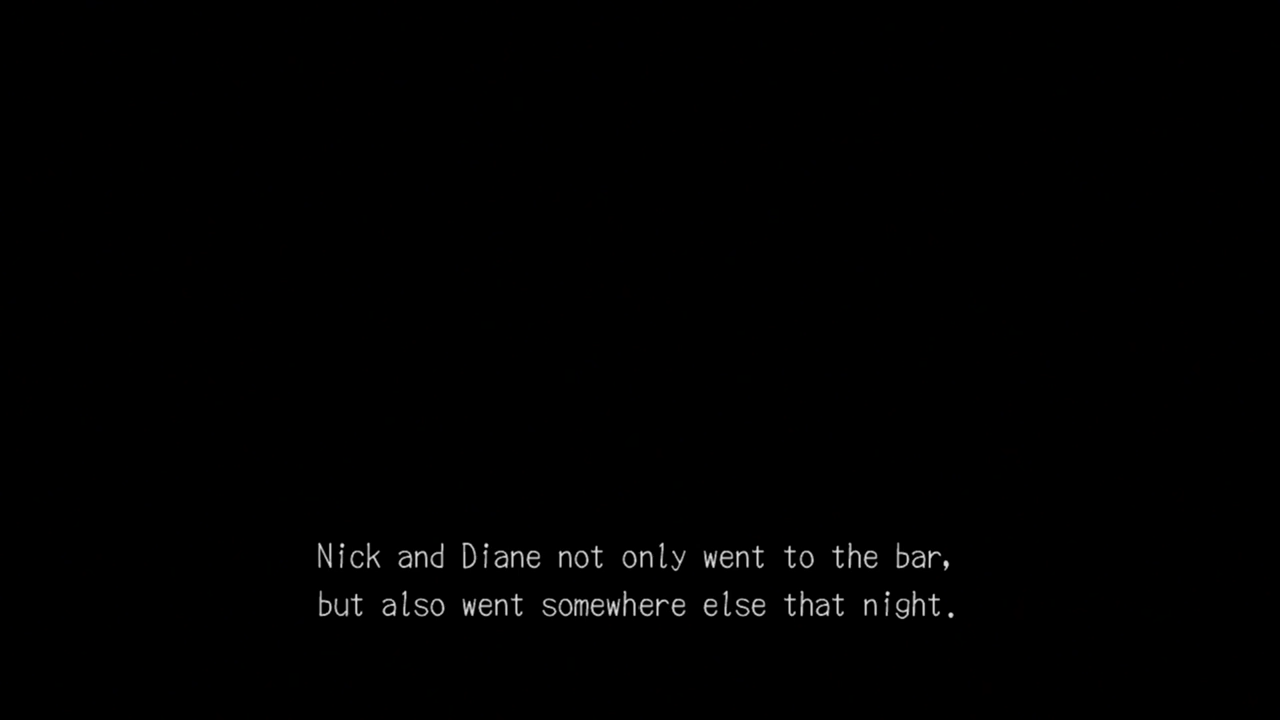 Nick and Diane not only went to the bar,
but also went somewhere else that night.